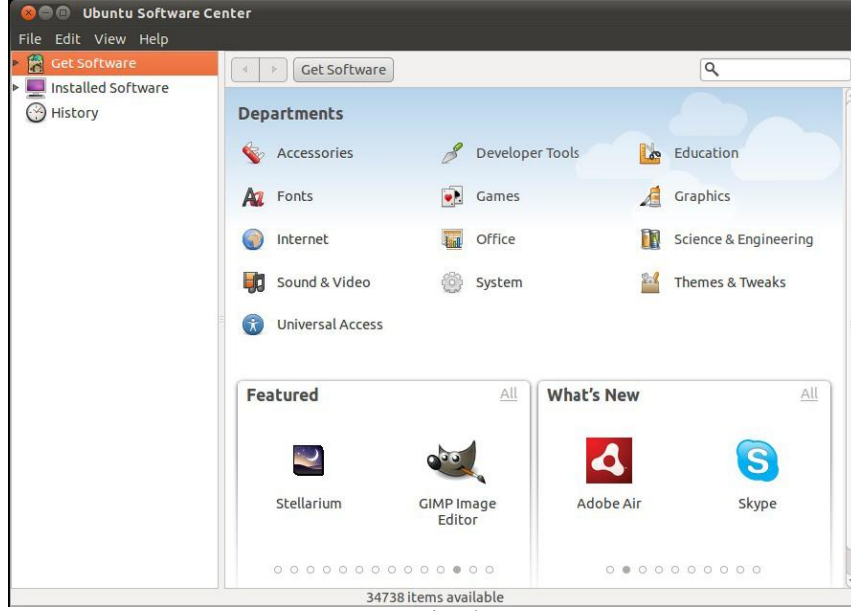 Ubuntu Software Center
File Edit View Help
Get Software
Installed Software
History
Get Software
Departments
Accessories
Developer Tools
Education
Fonts
Games
Graphics
Internet
Office
Science & Engineering
Sound & Video
System
Themes & Tweaks
Universal Access
Featured
All
What's New
All
Stellarium
GIMP Image
Editor
Adobe Air
Skype
34738 items available